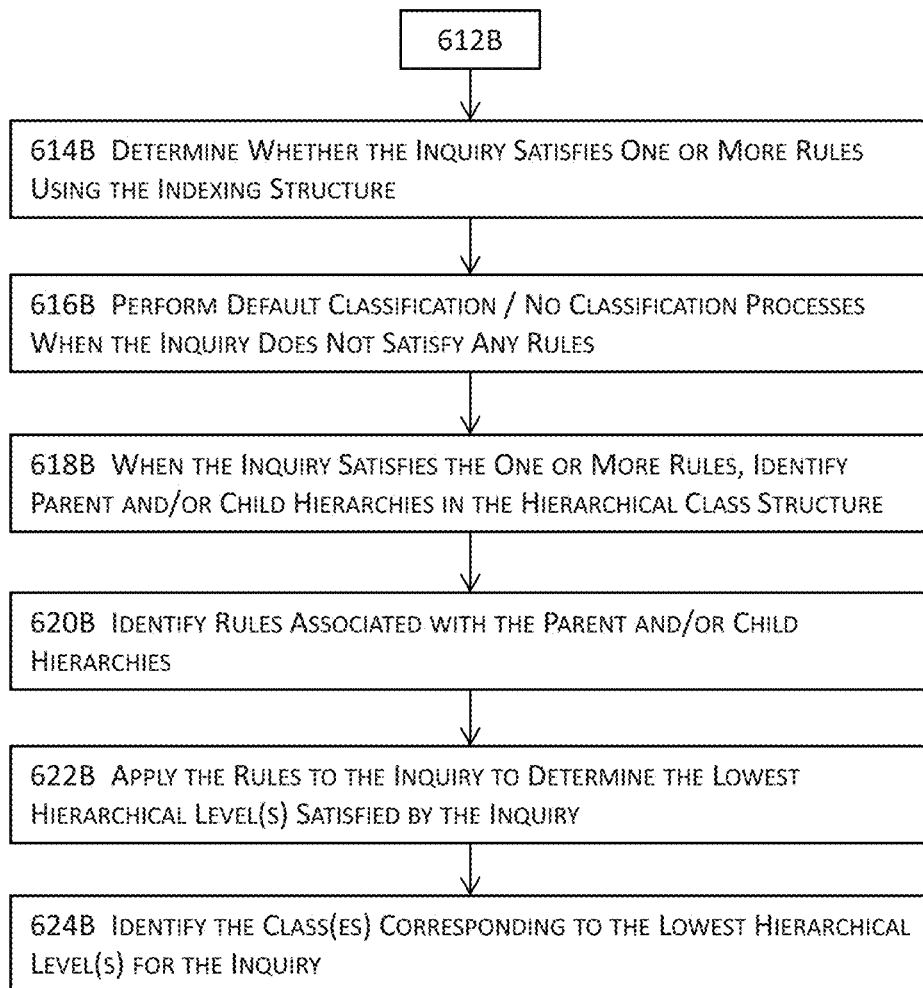 612B
614B DETERMINE WHETHER THE INQUIRY SATISFIES ONE OR MORE RULES
USING THE INDEXING STRUCTURE
616B PERFORM DEFAULT CLASSIFICATION / NO CLASSIFICATION PROCESSES
WHEN THE INQUIRY DOES NOT SATISFY ANY RULES
618B WHEN THE INQUIRY SATISFIES THE ONE OR MORE RULES, IDENTIFY
PARENT AND/OR CHILD HIERARCHIES IN THE HIERARCHICAL CLASS STRUCTURE
620B IDENTIFY RULES ASSOCIATED WITH THE PARENT AND/OR CHILD
HIERARCHIES
622B APPLY THE RULES TO THE INQUIRY TO DETERMINE THE LOWEST
HIERARCHICAL LEVEL(S) SATISFIED BY THE INQUIRY
624B IDENTIFY THE CLASS(ES) CORRESPONDING TO THE LOWEST HIERARCHICAL
LEVEL(S) FOR THE INQUIRY